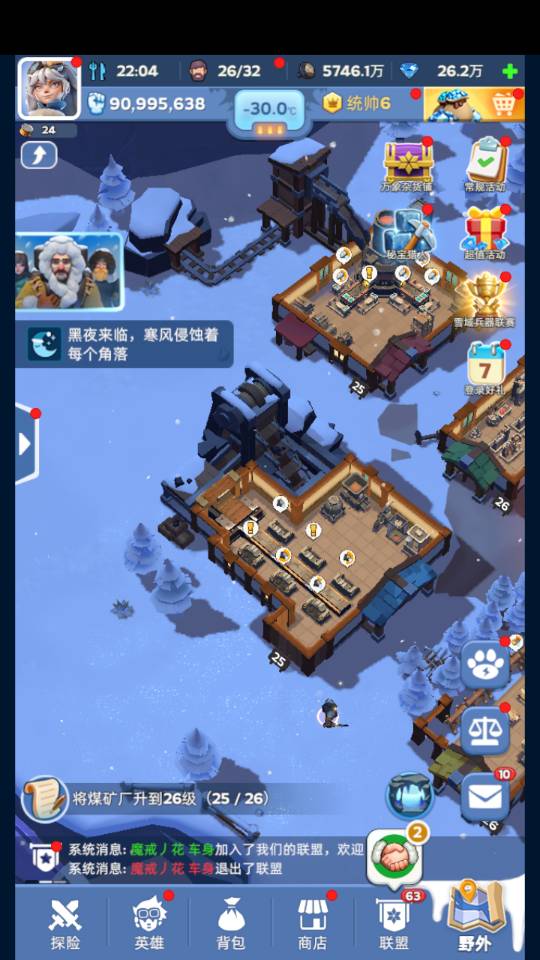 22:04
26/32
5746.1万
26.2万
90,995,638
-30.0℃
统帅6
24
万象杂货铺
常规活动
秘宝猎人
超值活动
雪域兵器联赛
7
登录好礼
黑夜来临，寒风侵蚀着
每个角落
25
26
25
将煤矿厂升到26级（25 / 26）
10
系统消息: 魔戒丿花 车身加入了我们的联盟，欢迎
系统消息: 魔戒丿花 车身退出了联盟
2
63
探险
英雄
背包
商店
联盟
野外